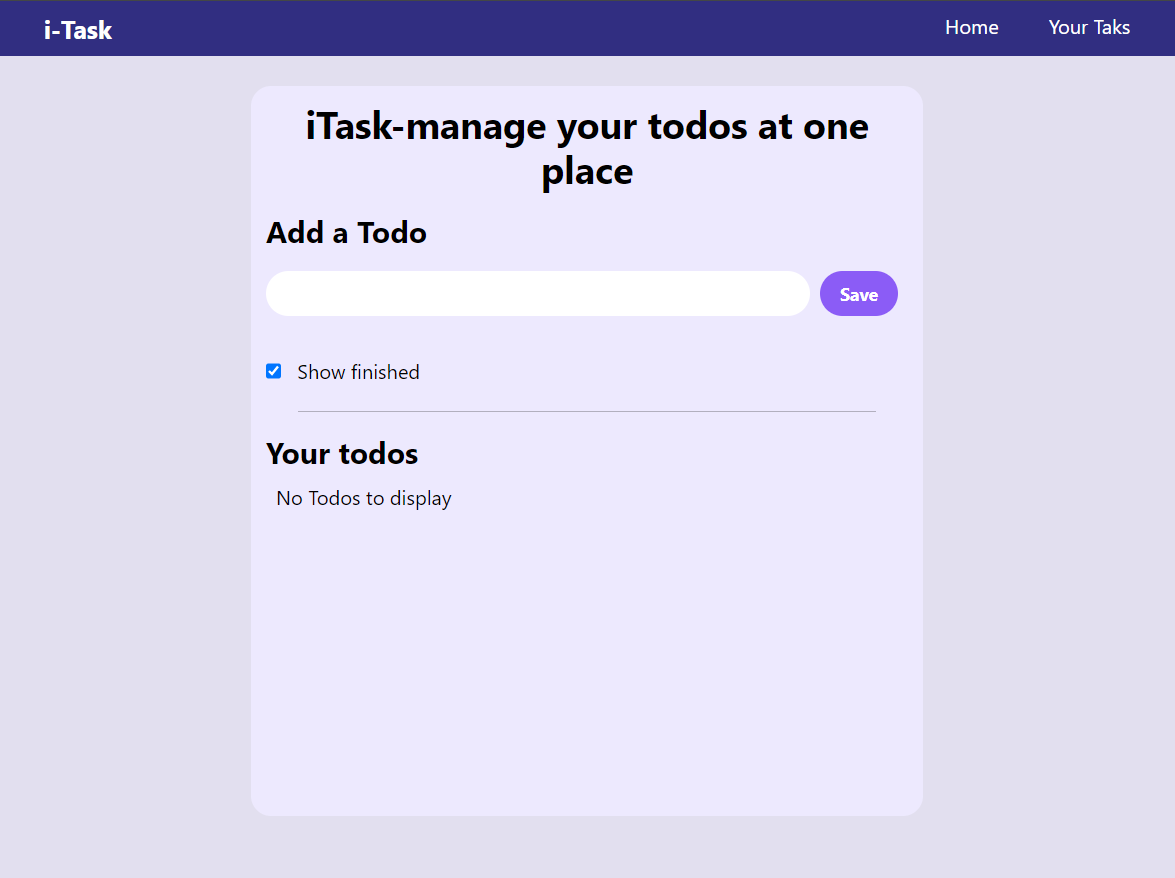 i-Task
Home
Your Taks
iTask-manage your todos at one
place
Add a Todo
Save
Show finished
Your todos
No Todos to display